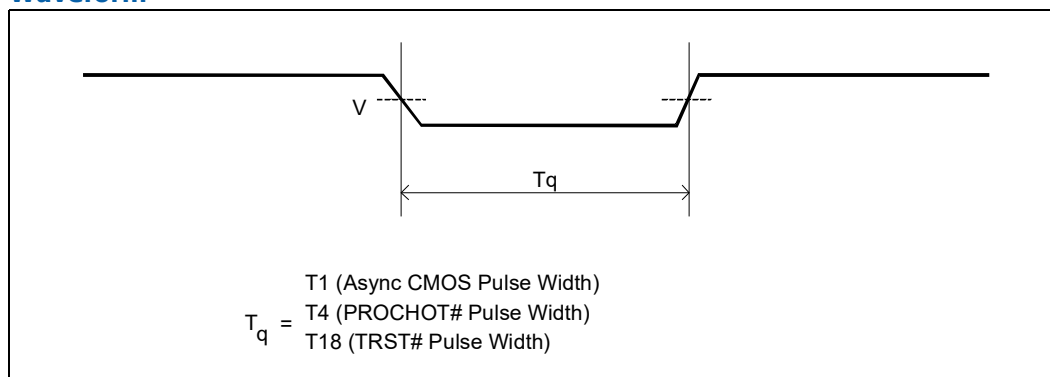 Waveform
V
Tq
T1 (Async CMOS Pulse Width)
T4 (PROCHOT# Pulse Width)
Tq =
T18 (TRST# Pulse Width)